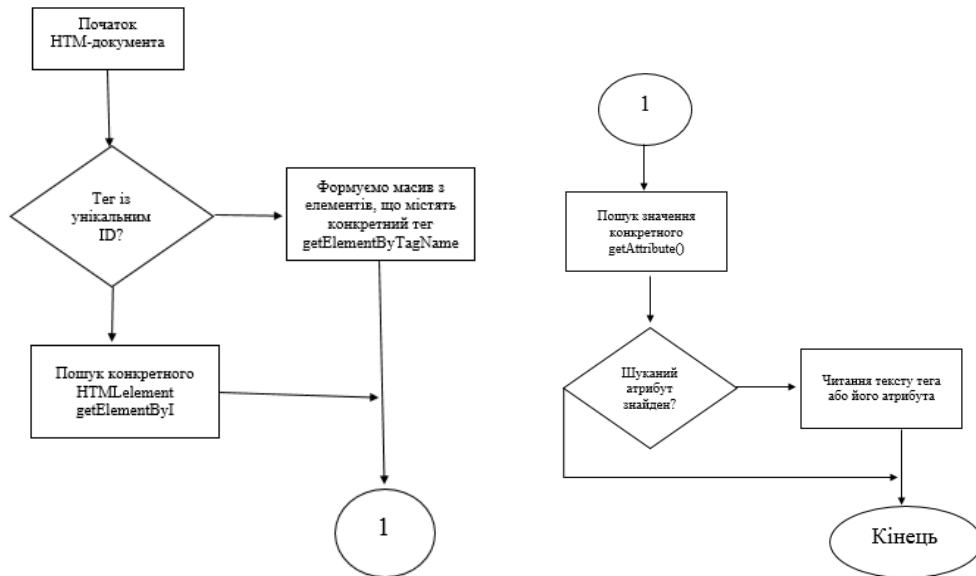 Початок
HTM-документа
Тег із
унікальним
ID?
Формуємо масив з
елементів, що містять
конкретний тег
getElementByTagName
Пошук конкретного
HTMLelement
getElementByI
1
1
Пошук значення
конкретного
getAttribute()
Шуканий
атрибут
знайден?
Читання тексту тега
або його атрибута
Кінець